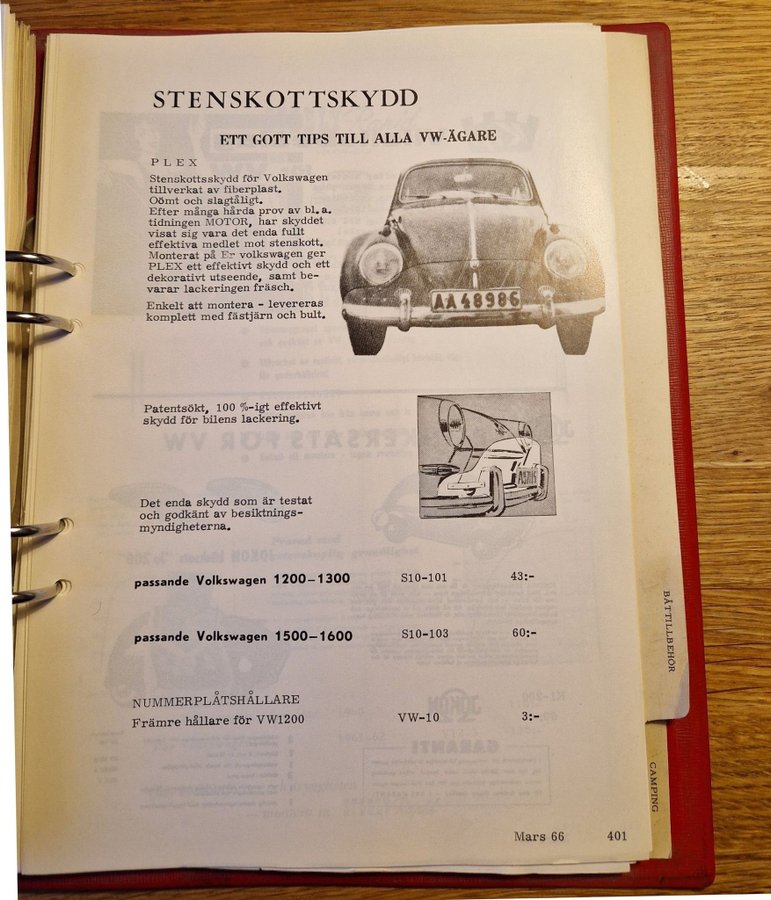 STENSKOTTSKYDD
ETT GOTT TIPS TILL ALLA VW-ÄGARE
PLEX
Stenskottsskydd för Volkswagen
tillverkat av fiberplast.
Oömt och slagtåligt.
Efter många hårda prov av bl.a.
tidningen MOTOR, har skyddet
visat sig vara det enda fullt
effektiva medlet mot stenskott.
Monterat på Er volkswagen ger
PLEX ett effektivt skydd och ett
dekorativt utseende, samt be-
varar lackeringen fräsch.
Enkelt att montera - levereras
komplett med fästjärn och bult.
AA48986
Patentsökt, 100 %-igt effektivt
skydd för bilens lackering.
Det enda skydd som är testat
och godkänt av besiktnings-
myndigheterna.
passande Volkswagen 1200-1300 S10-101 43:-
passande Volkswagen 1500-1600 S10-103 60:-
NUMMERPLÅTSHÅLLARE
Främre hållare för VW1200 VW-10 3:-
Mars 66 401
BÅTTILLBEHÖR
CAMPING